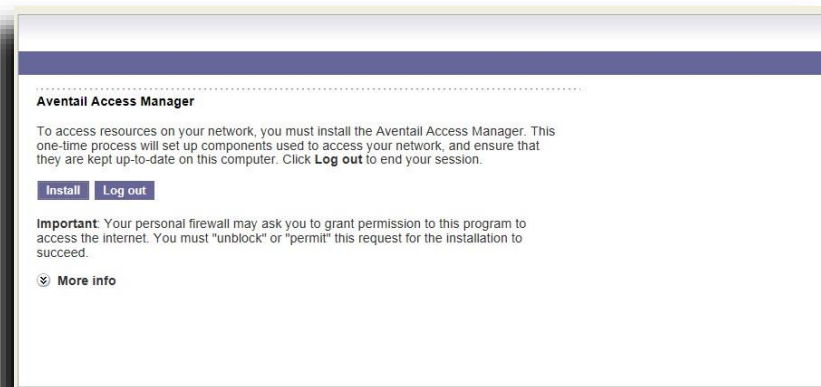 Aventail Access Manager
To access resources on your network, you must install the Aventail Access Manager. This
one-time process will set up components used to access your network, and ensure that
they are kept up-to-date on this computer. Click Log out to end your session.
Install Log out
Important: Your personal firewall may ask you to grant permission to this program to
access the internet. You must "unblock" or "permit" this request for the installation to
succeed.
More info